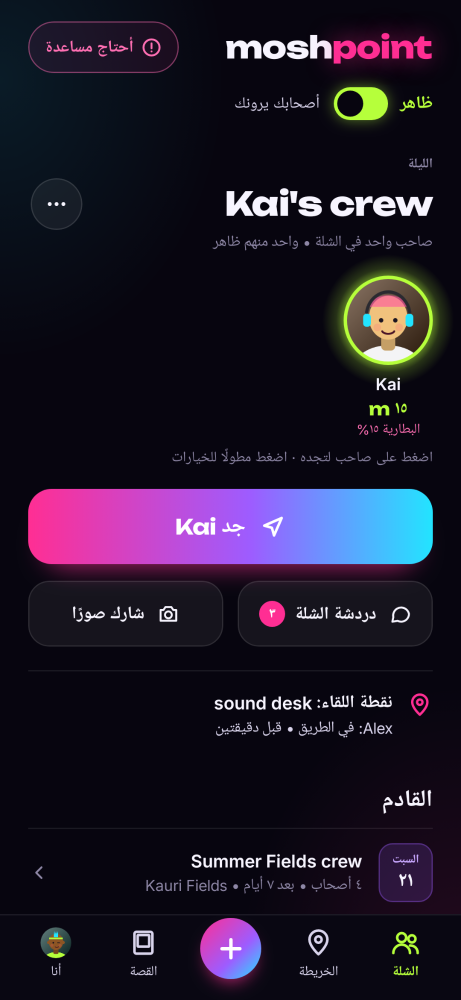 moshpoint
أحتاج مساعدة
ظاهر
أصحابك يرونك
الليلة
Kai's crew
صاحب واحد في الشلة • واحد منهم ظاهر
Kai
١٥ m
البطارية ١٥%
اضغط على صاحب لتجده · اضغط مطولًا للخيارات
جد Kai
دردشة الشلة ٣
شارك صورًا
نقطة اللقاء: sound desk
Alex: في الطريق • قبل دقيقتين
القادم
السبت
٢١
Summer Fields crew
٤ أصحاب • بعد ٧ أيام • Kauri Fields
الشلة
الخريطة
القصة
أنا